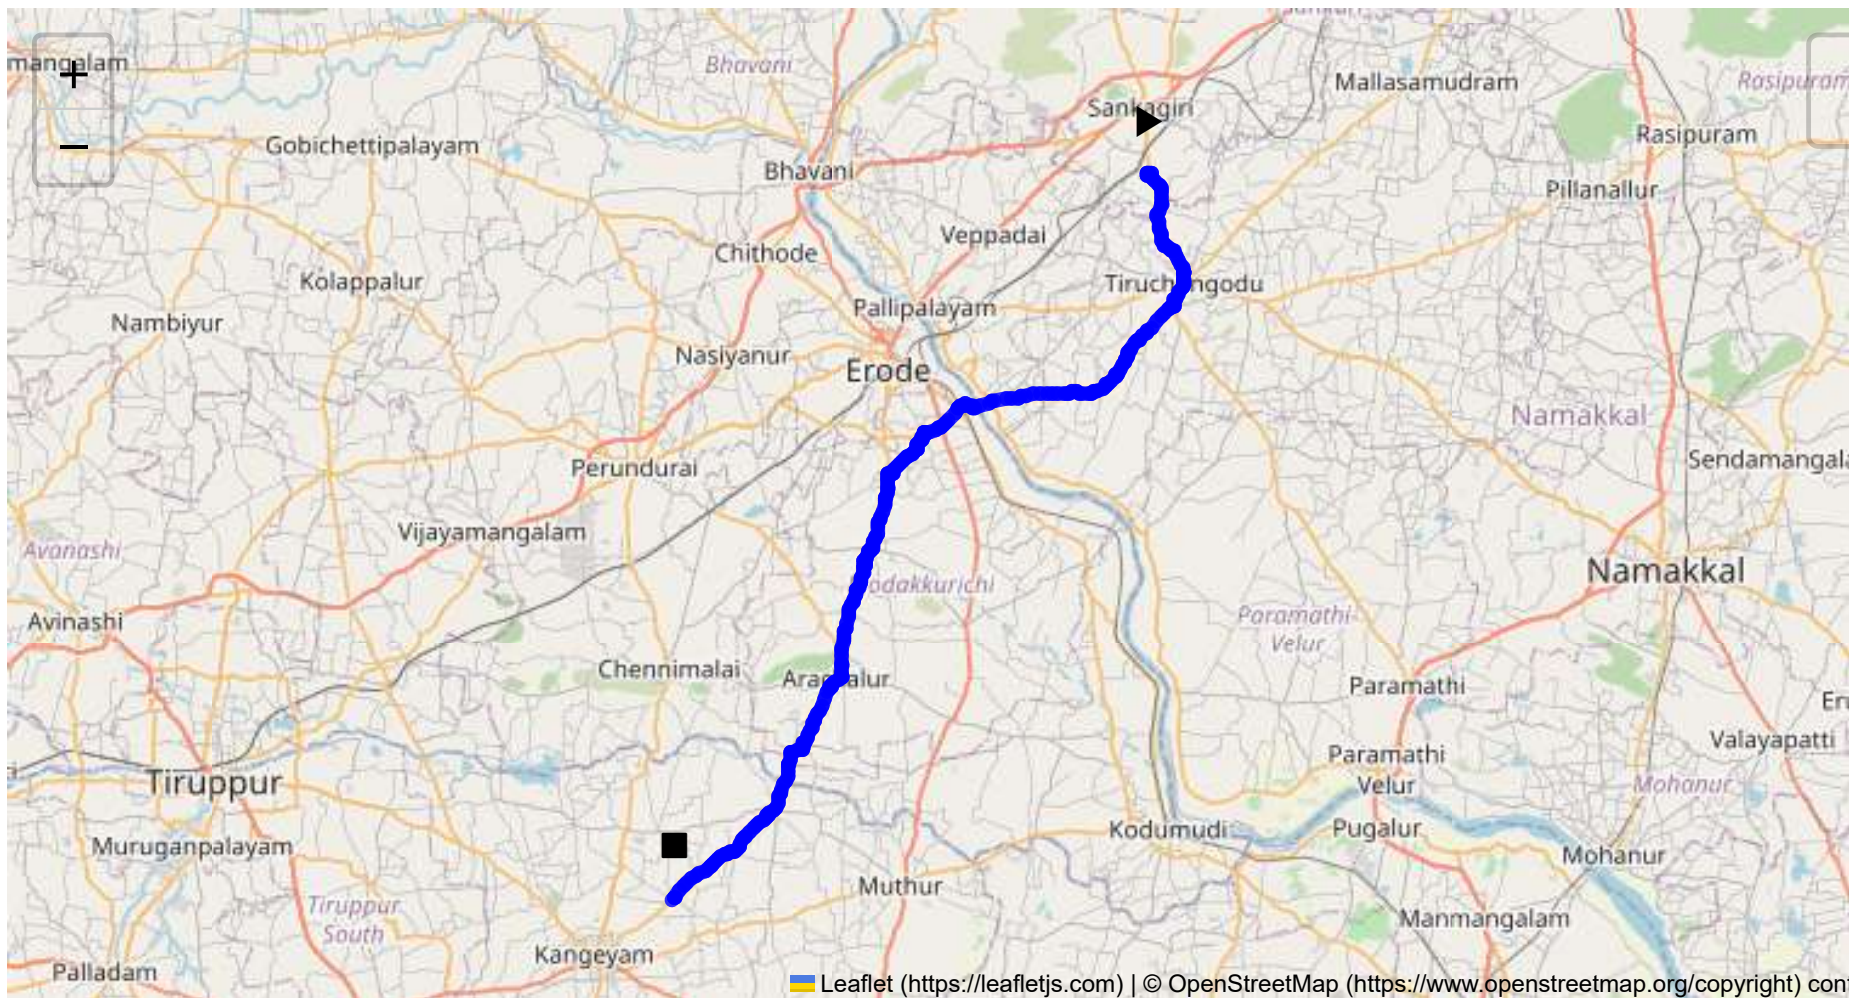 Sankari
mangalam
+
Bhavani
Sankagiri
Mallasamudram
Rasipuram
−
Gobichettipalayam
Rasipuram
Bhavani
Pillanallur
Veppadai
Chithode
Kolappalur
Tiruch ngodu
Pallipalayam
Nambiyur
Nasiyanur
Erode
Namakkal
Perundurai
Sendamangala
Vijayamangalam
Avanashi
Namakkal
odakkurichi
Avinashi
Paramathi-
Velur
Chennimalai
Ara alur
Paramathi
Er
Valayapatti
Paramathi
Velur
Tiruppur
Mohanur
Kodumudi
Pugalur
Muruganpalayam
Mohanur
Muthur
Tiruppur
South
Manmangalam
Kangeyam
Palladam
Leaflet (https://leafletjs.com) | © OpenStreetMap (https://www.openstreetmap.org/copyright) con